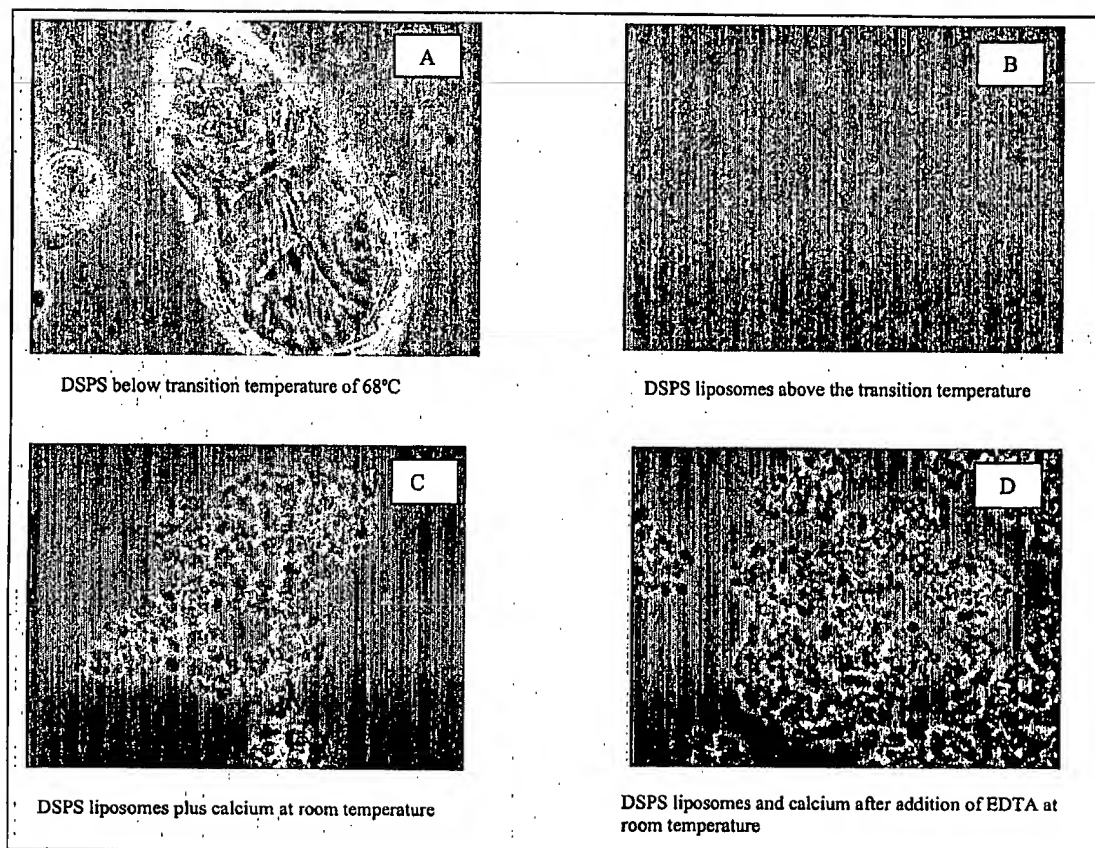 A
B
DSPS below transition temperature of 68°C
DSPS liposomes above the transition temperature
C
D
DSPS liposomes plus calcium at room temperature
DSPS liposomes and calcium after addition of EDTA at
room temperature